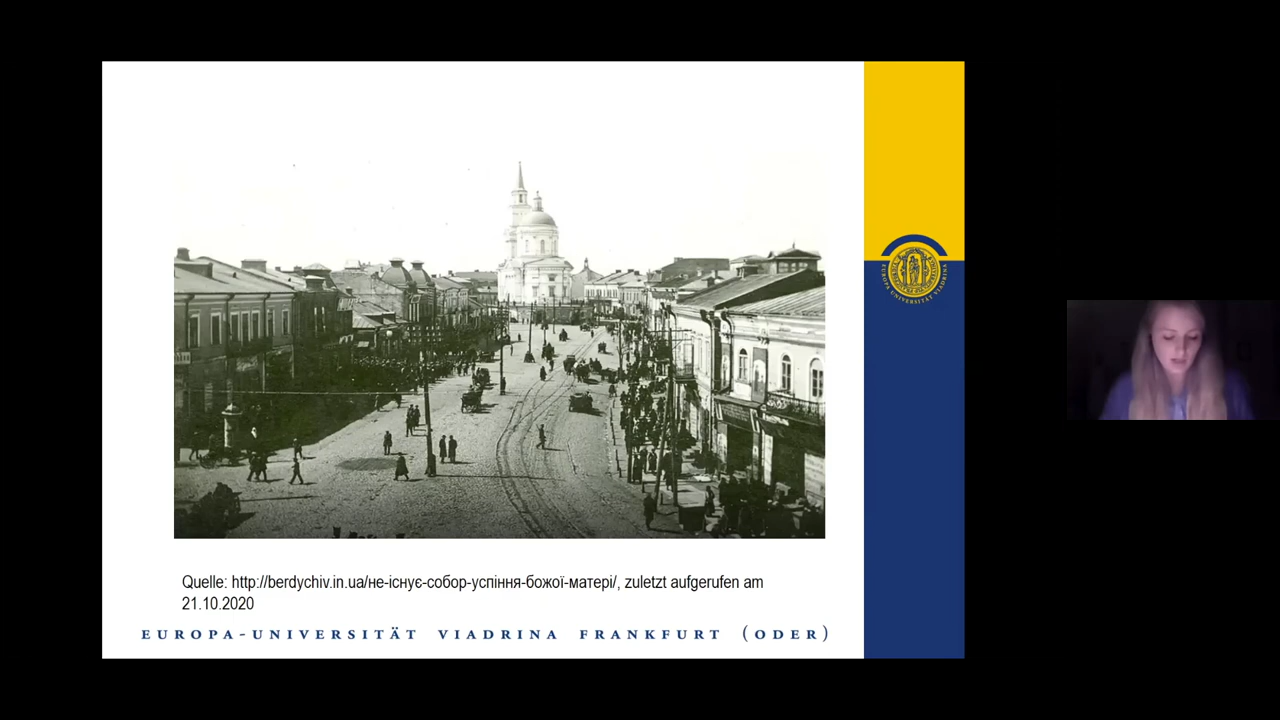 Quelle: http://berdychiv.in.ua/не-існує-собор-успіння-божої-матері/, zuletzt aufgerufen am
21.10.2020
EUROPA-UNIVERSITÄT VIADRINA FRANKFURT (ODER)